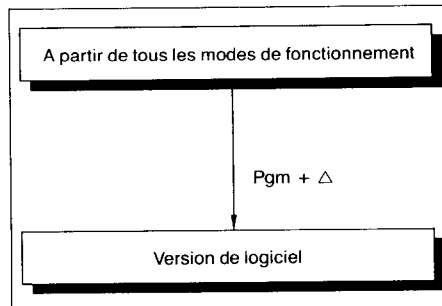 A partir de tous les modes de fonctionnement
Pgm + △
Version de logiciel